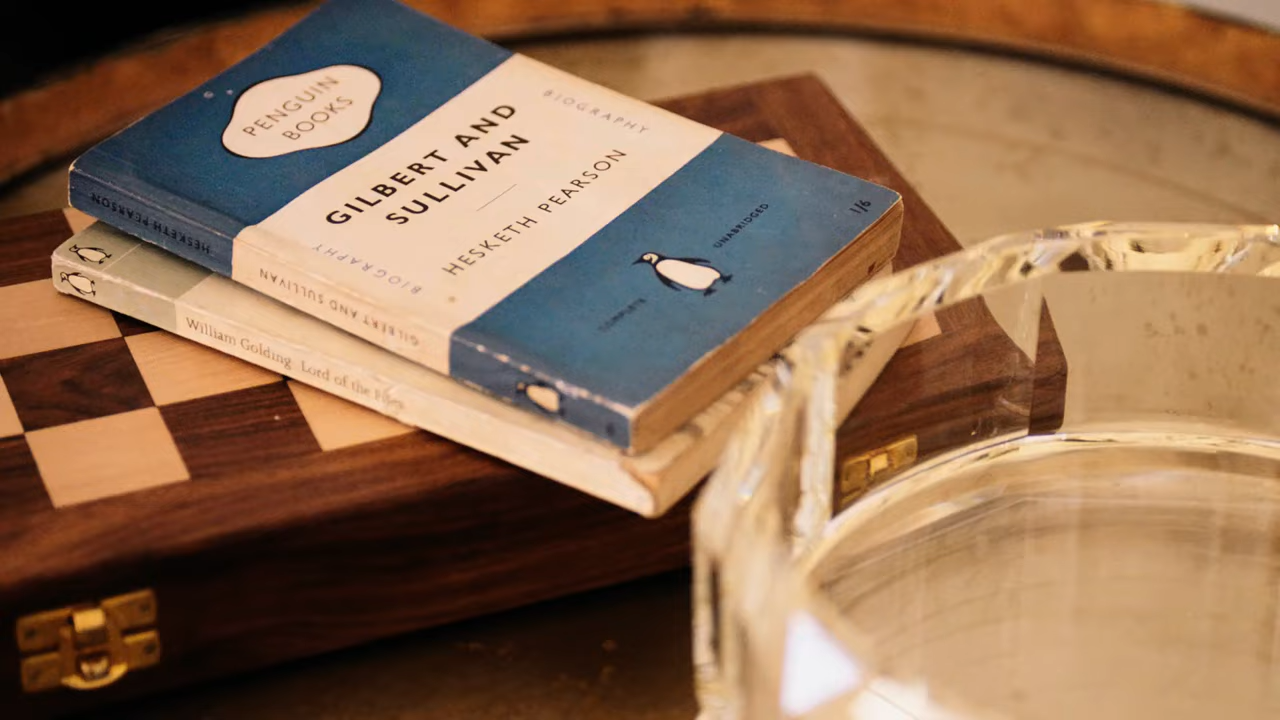 PENGUIN
BOOKS
GILBERT AND
SULLIVAN
BIOGRAPHY
HESKETH PEARSON
BIOGRAPHY
COMPLETE
UNABRIDGED
1/6
HESKETH PEARSON
GILBERT AND SULLIVAN
William Golding Lord of the Flies